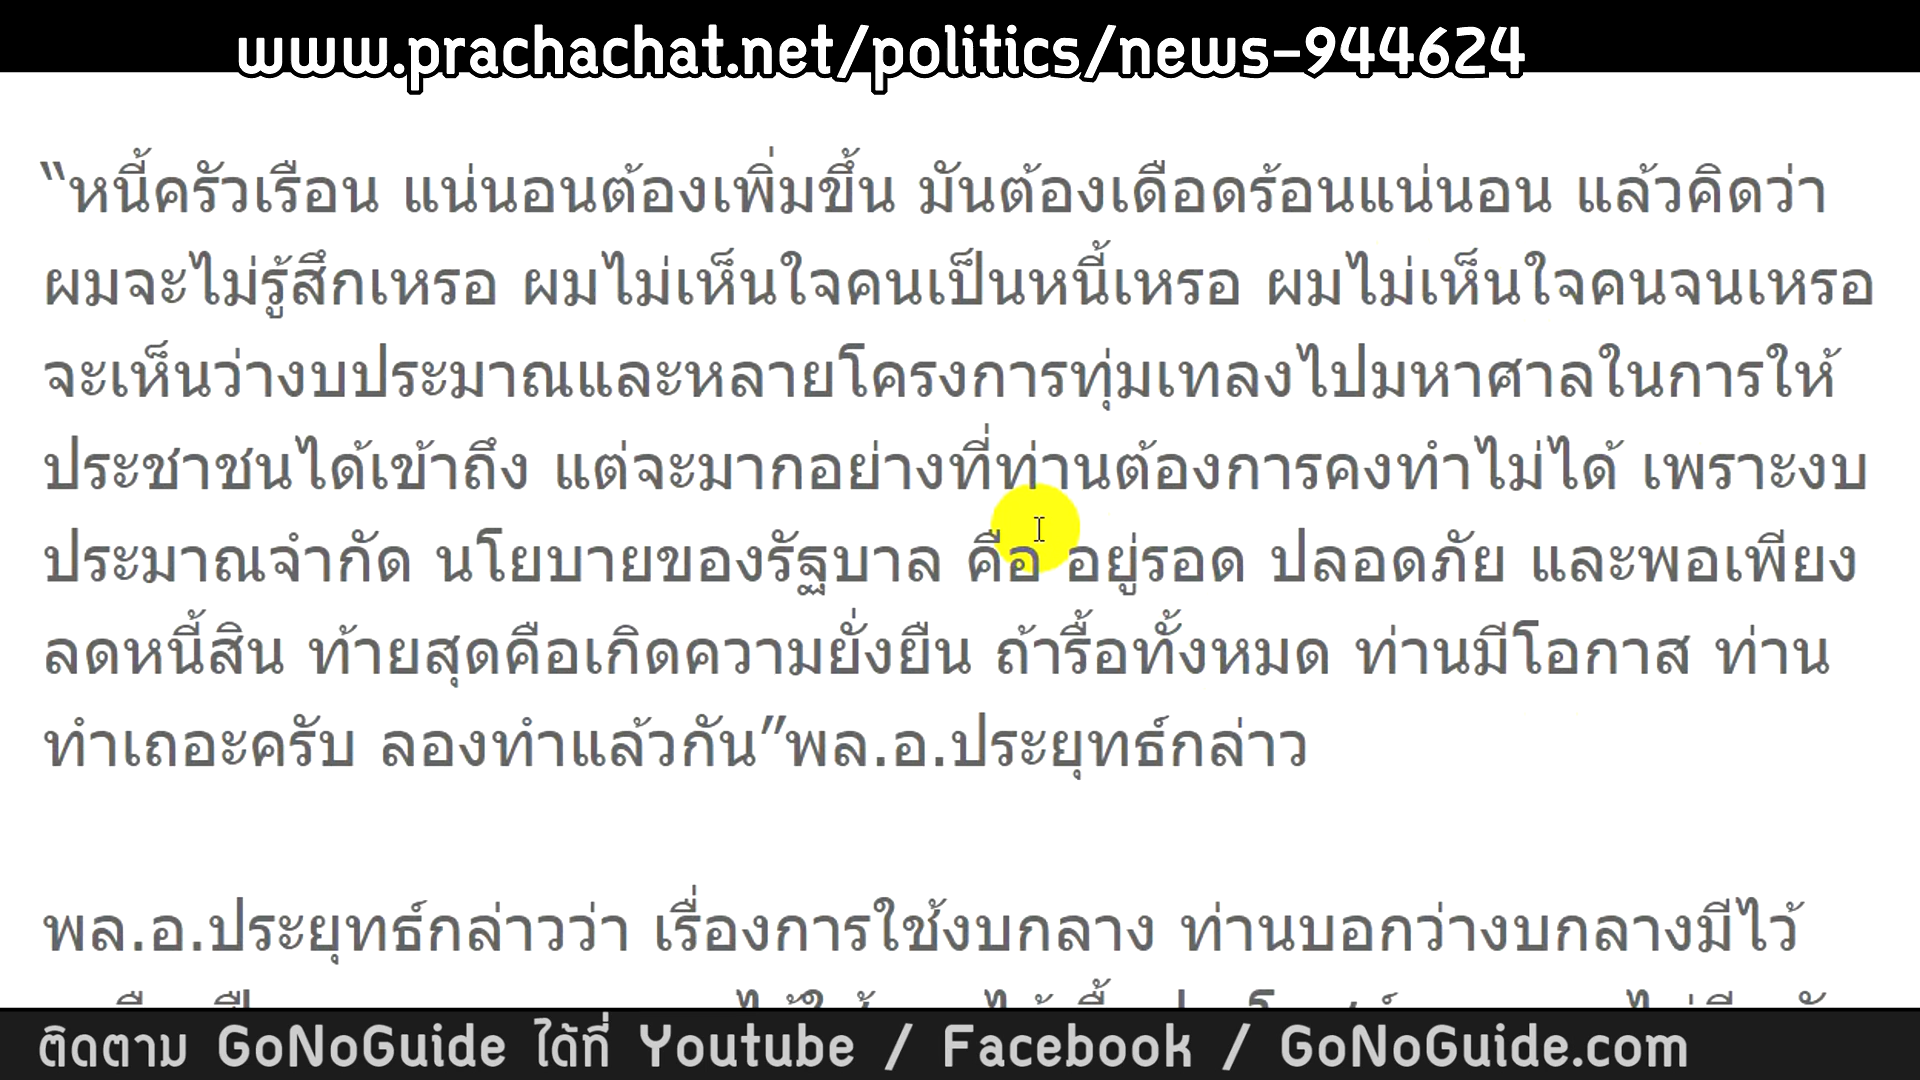 www.prachachat.net/politics/news-944624
“หนี้ครัวเรือน แน่นอนต้องเพิ่มขึ้น มันต้องเดือดร้อนแน่นอน แล้วคิดว่า
ผมจะไม่รู้สึกเหรอ ผมไม่เห็นใจคนเป็นหนี้เหรอ ผมไม่เห็นใจคนจนเหรอ
จะเห็นว่างบประมาณและหลายโครงการทุ่มเทลงไปมหาศาลในการให้
ประชาชนได้เข้าถึง แต่จะมากอย่างที่ท่านต้องการคงทำไม่ได้ เพราะงบ
ประมาณจำกัด นโยบายของรัฐบาล คือ อยู่รอด ปลอดภัย และพอเพียง
ลดหนี้สิน ท้ายสุดคือเกิดความยั่งยืน ถ้ารื้อทั้งหมด ท่านมีโอกาส ท่าน
ทำเถอะครับ ลองทำแล้วกัน”พล.อ.ประยุทธ์กล่าว
พล.อ.ประยุทธ์กล่าวว่า เรื่องการใช้งบกลาง ท่านบอกว่างบกลางมีไว้
ติดตาม GoNoGuide ได้ที่ Youtube / Facebook / GoNoGuide.com